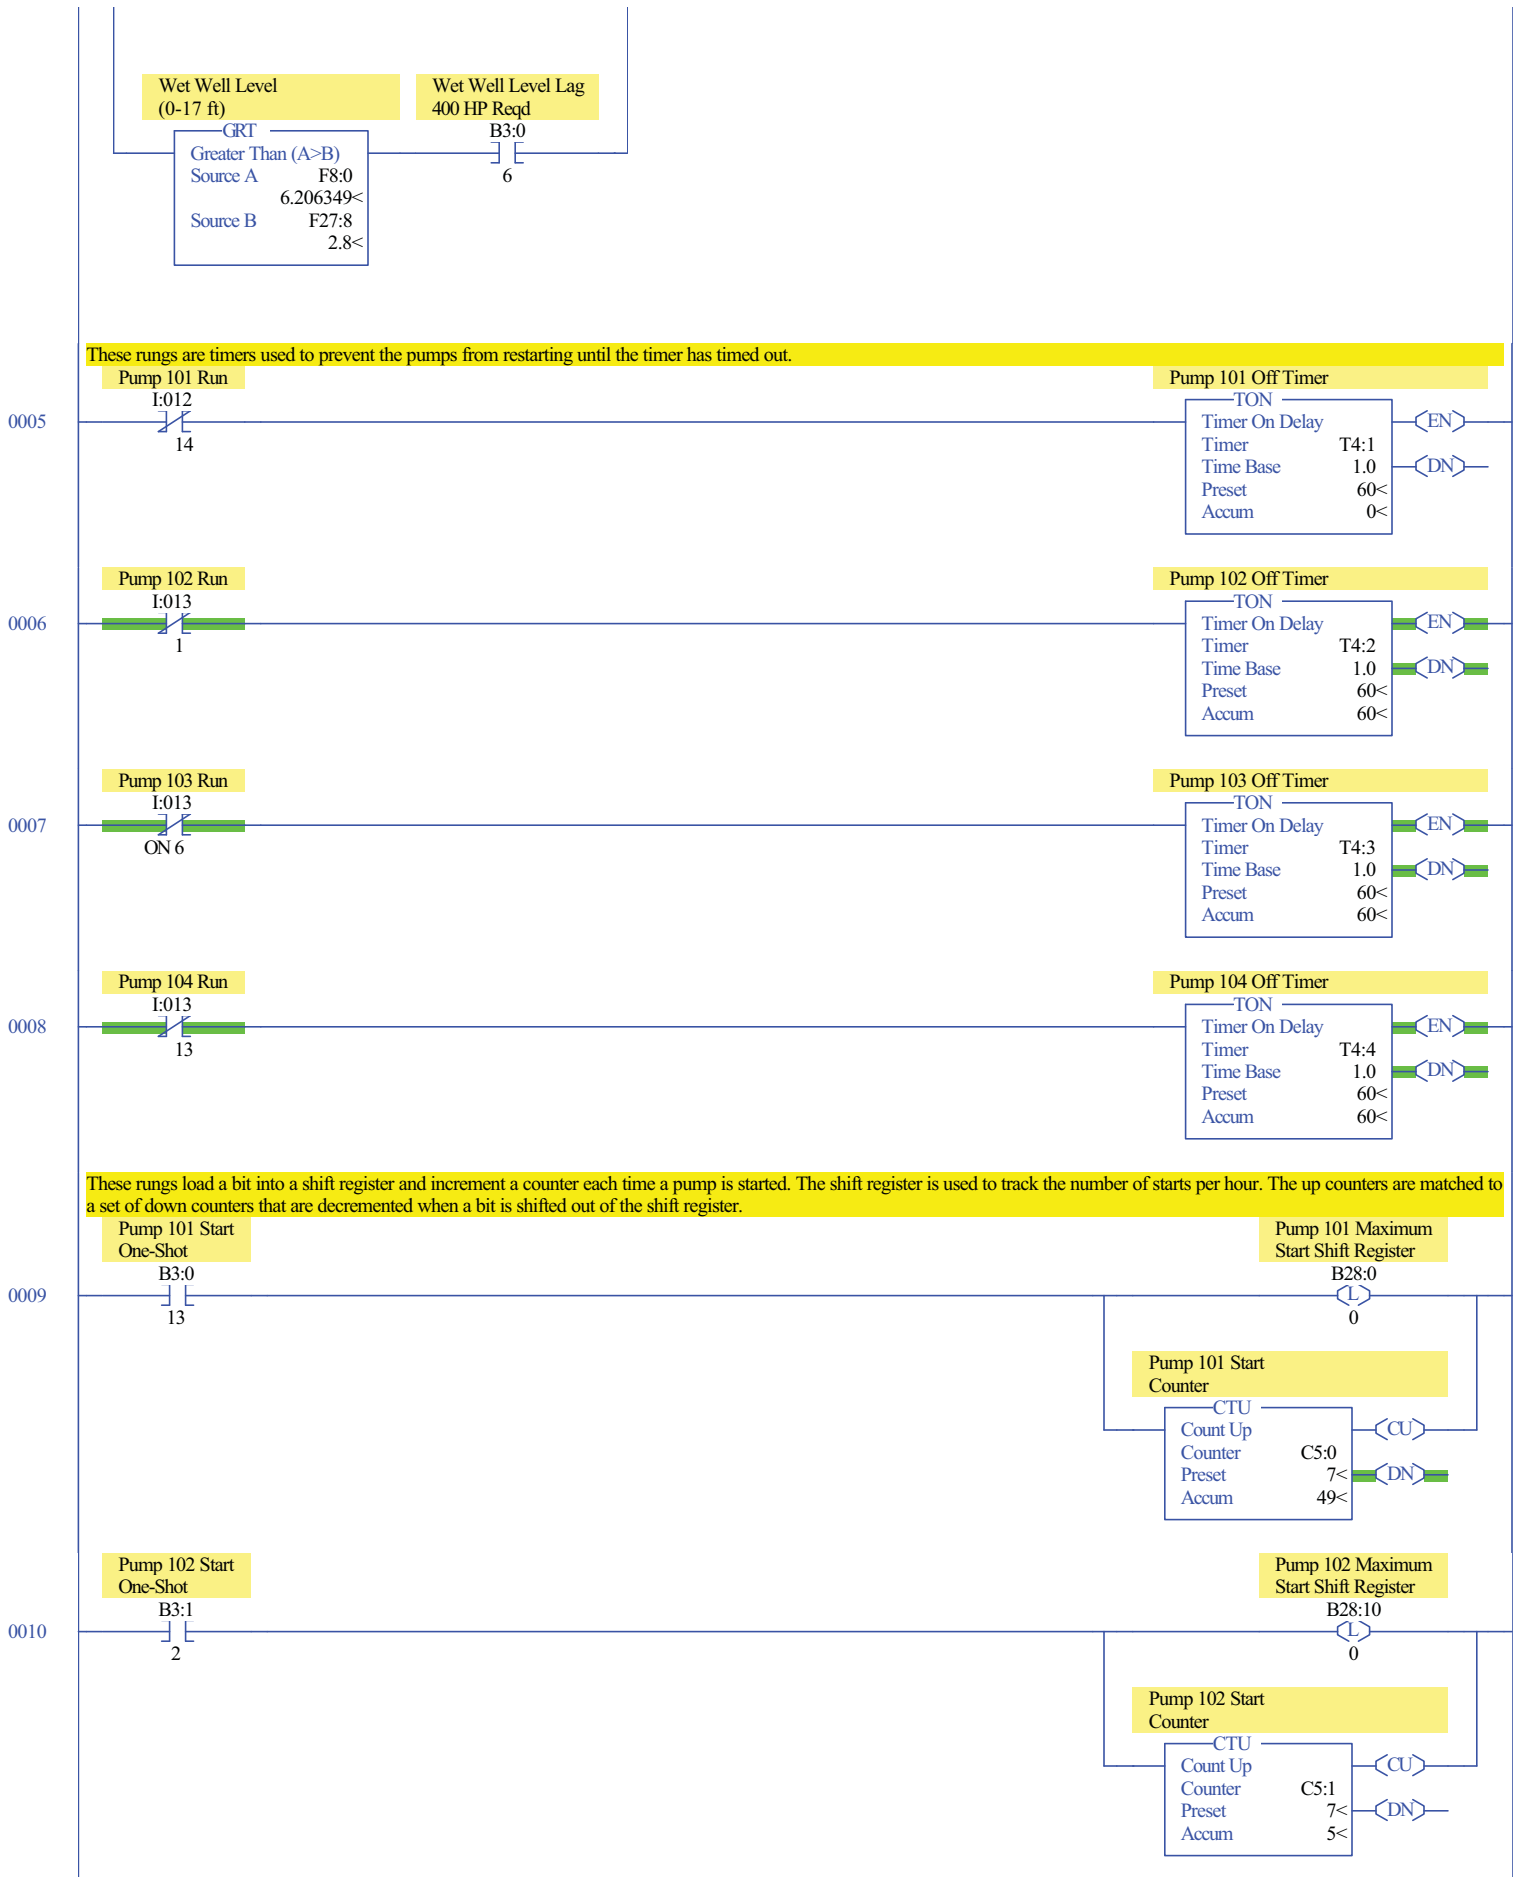 Wet Well Level
(0-17 ft)
Wet Well Level Lag
400 HP Reqd
GRT
Greater Than (A>B)
Source A F8:0
6.206349<
Source B F27:8
2.8<
B3:0
6
These rungs are timers used to prevent the pumps from restarting until the timer has timed out.
0005
Pump 101 Run
I:012
14
Pump 101 Off Timer
TON
Timer On Delay
Timer T4:1
Time Base 1.0
Preset 60<
Accum 0<
EN
DN
0006
Pump 102 Run
I:013
1
Pump 102 Off Timer
TON
Timer On Delay
Timer T4:2
Time Base 1.0
Preset 60<
Accum 60<
EN
DN
0007
Pump 103 Run
I:013
ON 6
Pump 103 Off Timer
TON
Timer On Delay
Timer T4:3
Time Base 1.0
Preset 60<
Accum 60<
EN
DN
0008
Pump 104 Run
I:013
13
Pump 104 Off Timer
TON
Timer On Delay
Timer T4:4
Time Base 1.0
Preset 60<
Accum 60<
EN
DN
These rungs load a bit into a shift register and increment a counter each time a pump is started. The shift register is used to track the number of starts per hour. The up counters are matched to
a set of down counters that are decremented when a bit is shifted out of the shift register.
0009
Pump 101 Start
One-Shot
B3:0
13
Pump 101 Maximum
Start Shift Register
B28:0
L
0
Pump 101 Start
Counter
CTU
Count Up
Counter C5:0
Preset 7<
Accum 49<
CU
DN
0010
Pump 102 Start
One-Shot
B3:1
2
Pump 102 Maximum
Start Shift Register
B28:10
L
0
Pump 102 Start
Counter
CTU
Count Up
Counter C5:1
Preset 7<
Accum 5<
CU
DN